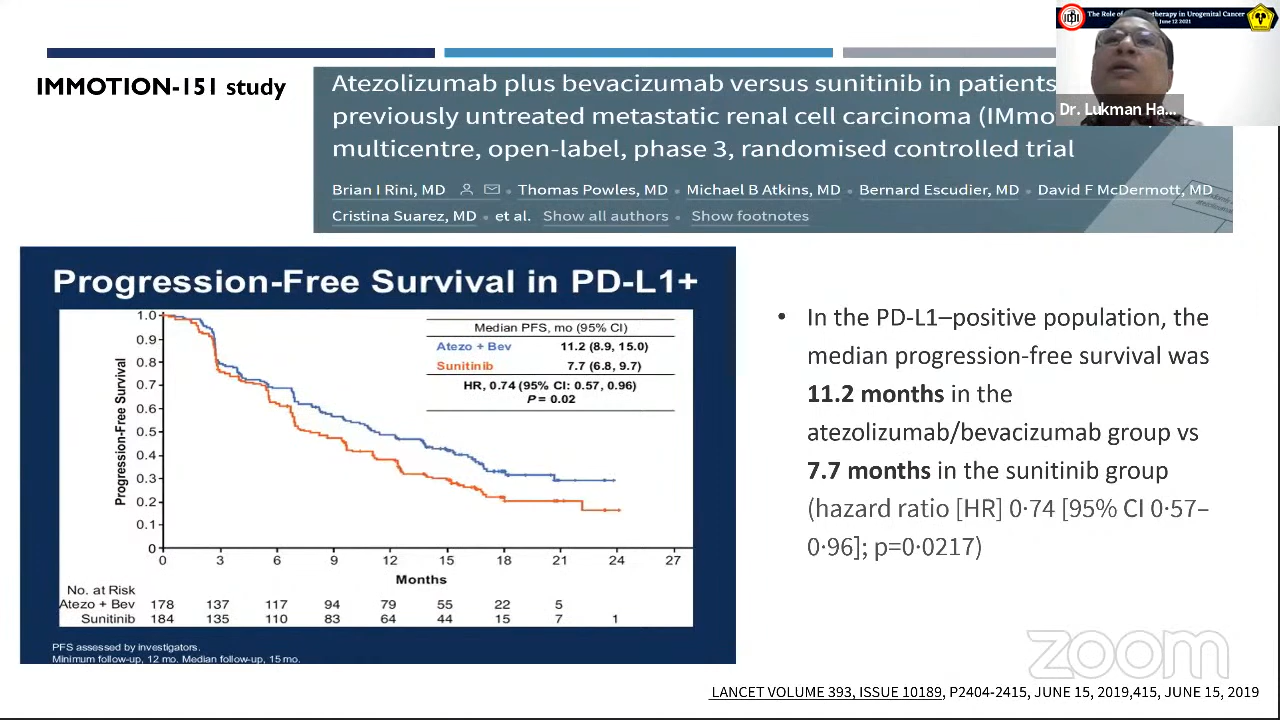 The Role of therapy in Urogenital Cancer
June 12 2021
Dr. Lukman Ha...
IMMOTION-151 study
Atezolizumab plus bevacizumab versus sunitinib in patients
previously untreated metastatic renal cell carcinoma (IMmo
multicentre, open-label, phase 3, randomised controlled trial
Brian I Rini, MD • Thomas Powles, MD • Michael B Atkins, MD • Bernard Escudier, MD • David F McDermott, MD
Cristina Suarez, MD • et al. Show all authors • Show footnotes
Progression-Free Survival in PD-L1+
Progression-Free Survival
1.0
0.9
0.8
0.7
0.6
0.5
0.4
0.3
0.2
0.1
0
Median PFS, mo (95% CI)
Atezo + Bev 11.2 (8.9, 15.0)
Sunitinib 7.7 (6.8, 9.7)
HR, 0.74 (95% CI: 0.57, 0.96)
P = 0.02
0 3 6 9 12 15 18 21 24 27
Months
No. at Risk
Atezo + Bev 178 137 117 94 79 55 22 5
Sunitinib 184 135 110 83 64 44 15 7 1
PFS assessed by investigators.
Minimum follow-up, 12 mo. Median follow-up, 15 mo.
• In the PD-L1–positive population, the
median progression-free survival was
11.2 months in the
atezolizumab/bevacizumab group vs
7.7 months in the sunitinib group
(hazard ratio [HR] 0·74 [95% CI 0·57–
0·96]; p=0·0217)
zoom
LANCET VOLUME 393, ISSUE 10189, P2404-2415, JUNE 15, 2019,415, JUNE 15, 2019